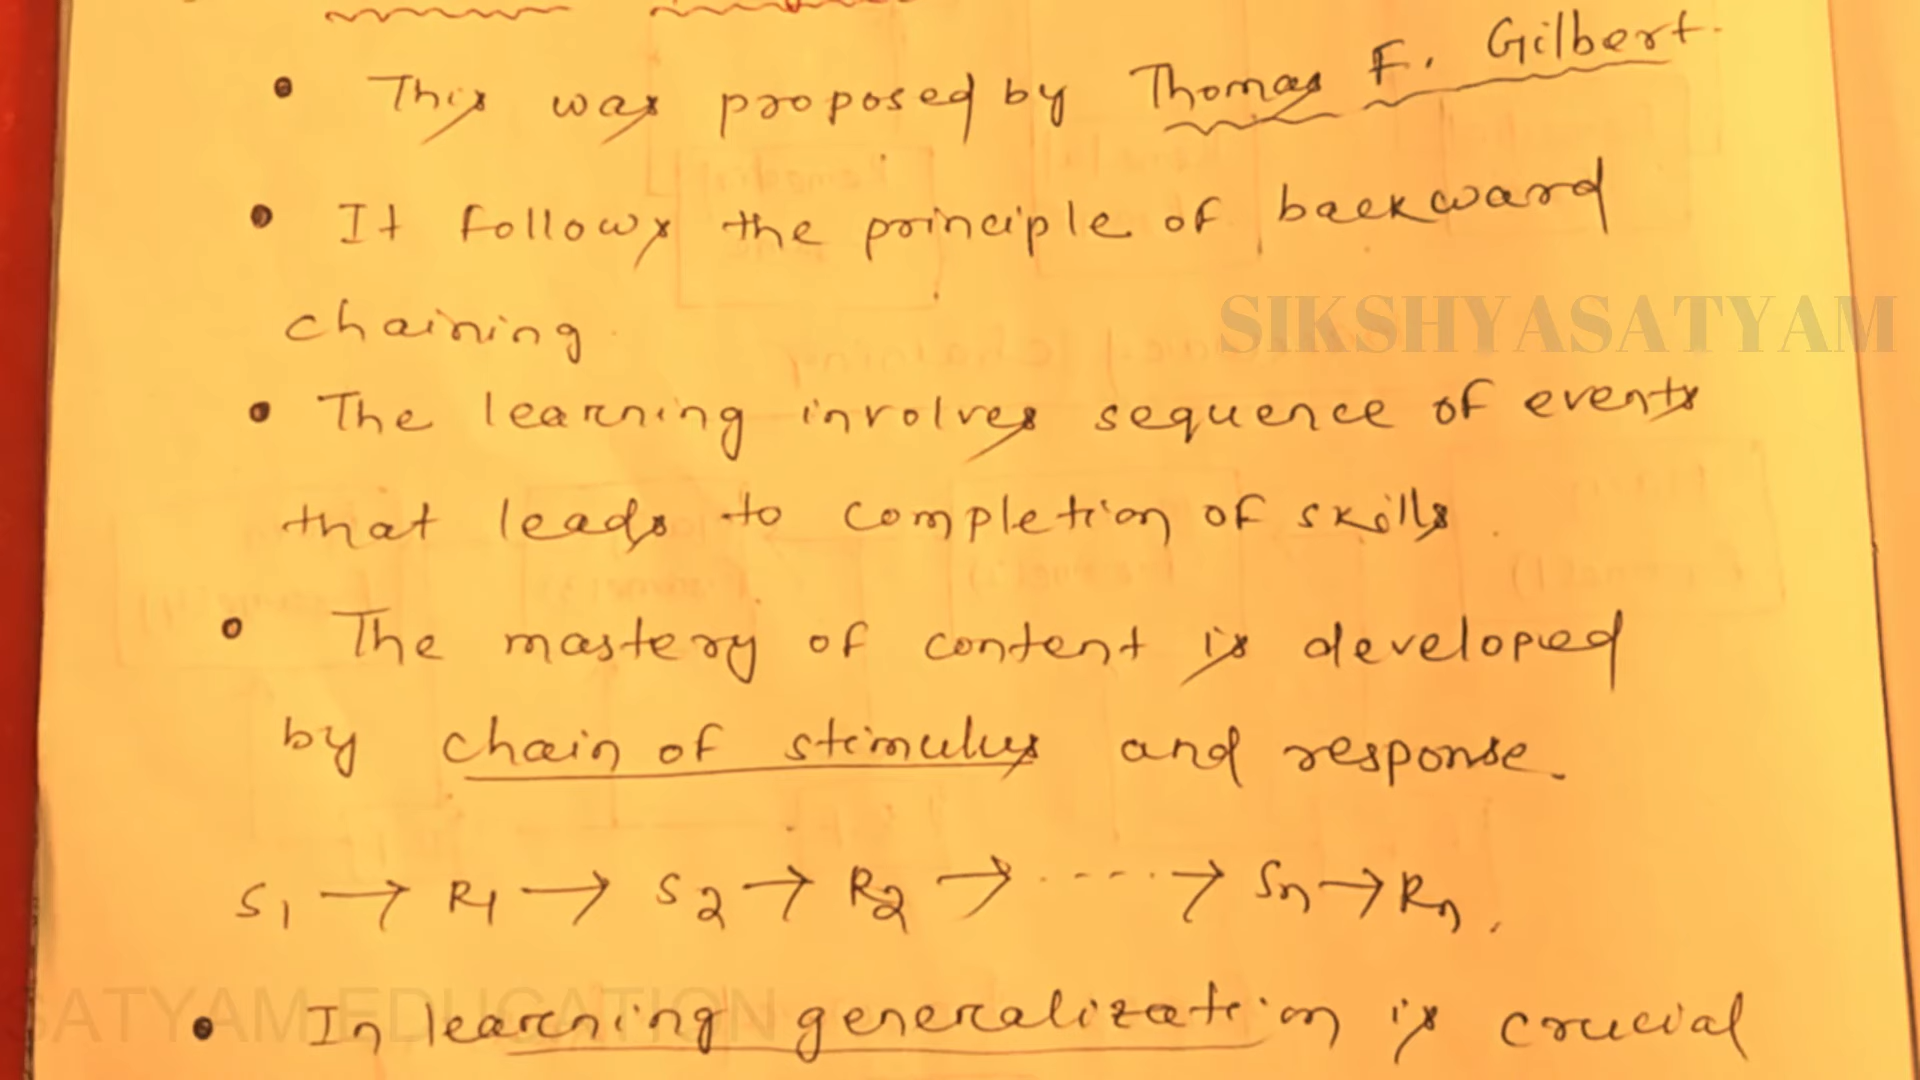 • This was proposed by Thomas F. Gilbert.
• It follows the principle of backward
chaining.
SIKSHYASATYAM
• The learning involves sequence of events
that leads to completion of skills.
• The mastery of content is developed
by chain of stimulus and response.
S1 → R1 → S2 → R2 → ..... → Sn → Rn.
SATYAM EDUCATION
• In learning generalization is crucial